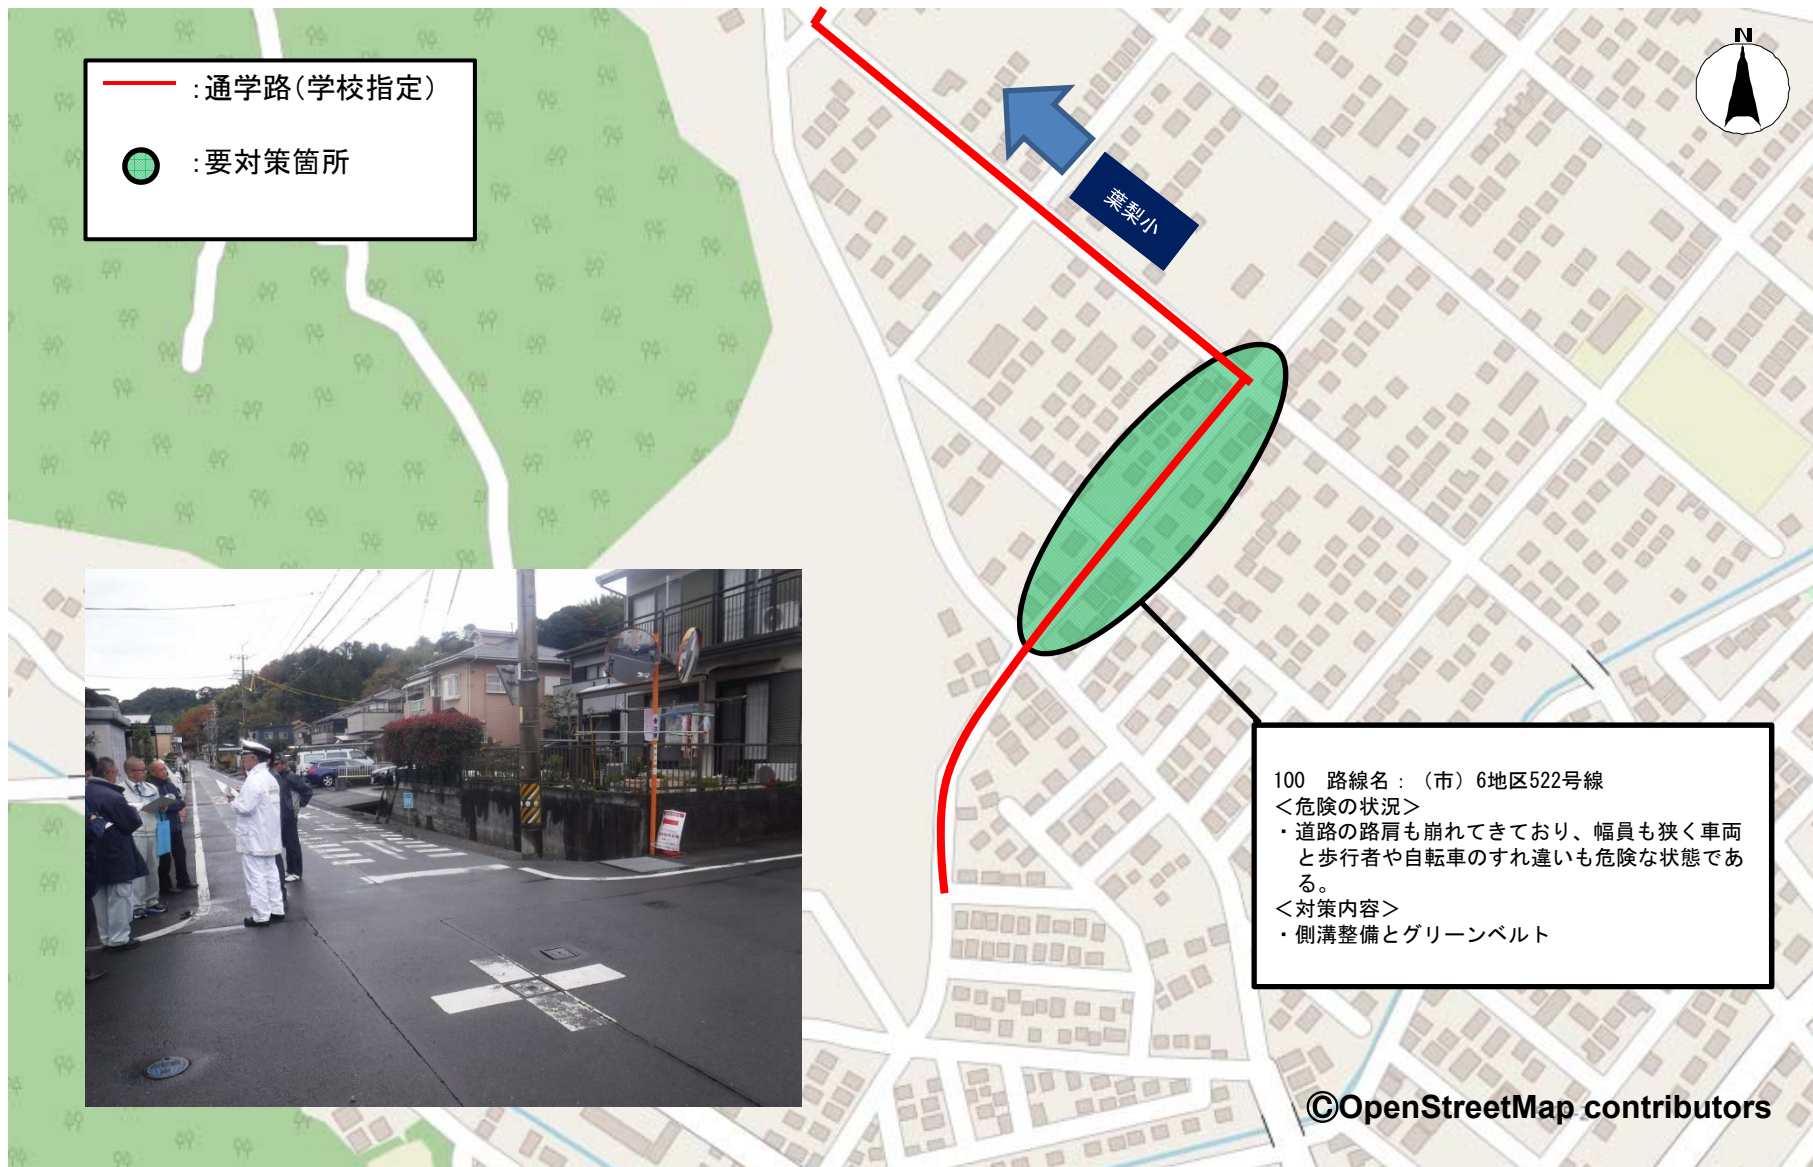 ：通学路（学校指定）
：要対策箇所
N
葉梨小
100　路線名：（市）6地区522号線
＜危険の状況＞
・道路の路肩も崩れてきており、幅員も狭く車両
と歩行者や自転車のすれ違いも危険な状態であ
る。
＜対策内容＞
・側溝整備とグリーンベルト
©OpenStreetMap contributors